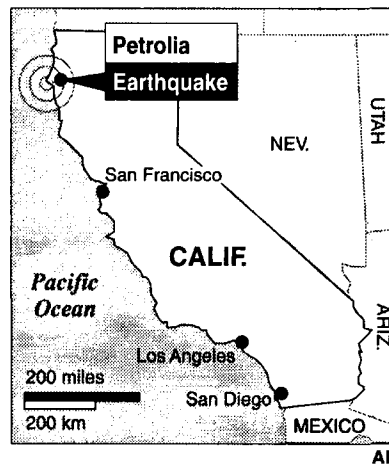 Petrolia
Earthquake
UTAH
NEV.
San Francisco
CALIF.
Pacific
Ocean
ARIZ.
Los Angeles
200 miles
San Diego
200 km
MEXICO